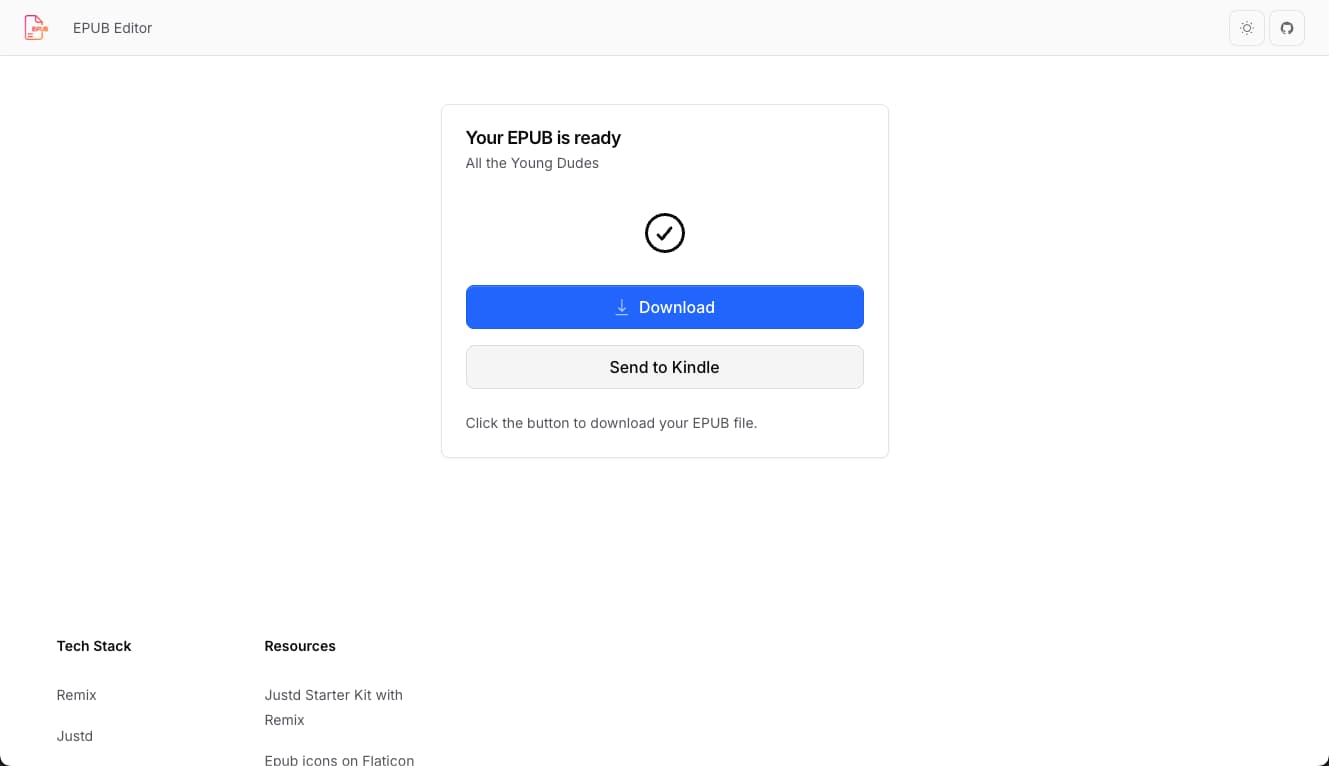 EPUB
EPUB Editor
Your EPUB is ready
All the Young Dudes
Download
Send to Kindle
Click the button to download your EPUB file.
Tech Stack
Remix
Justd
Resources
Justd Starter Kit with
Remix
Epub icons on Flaticon